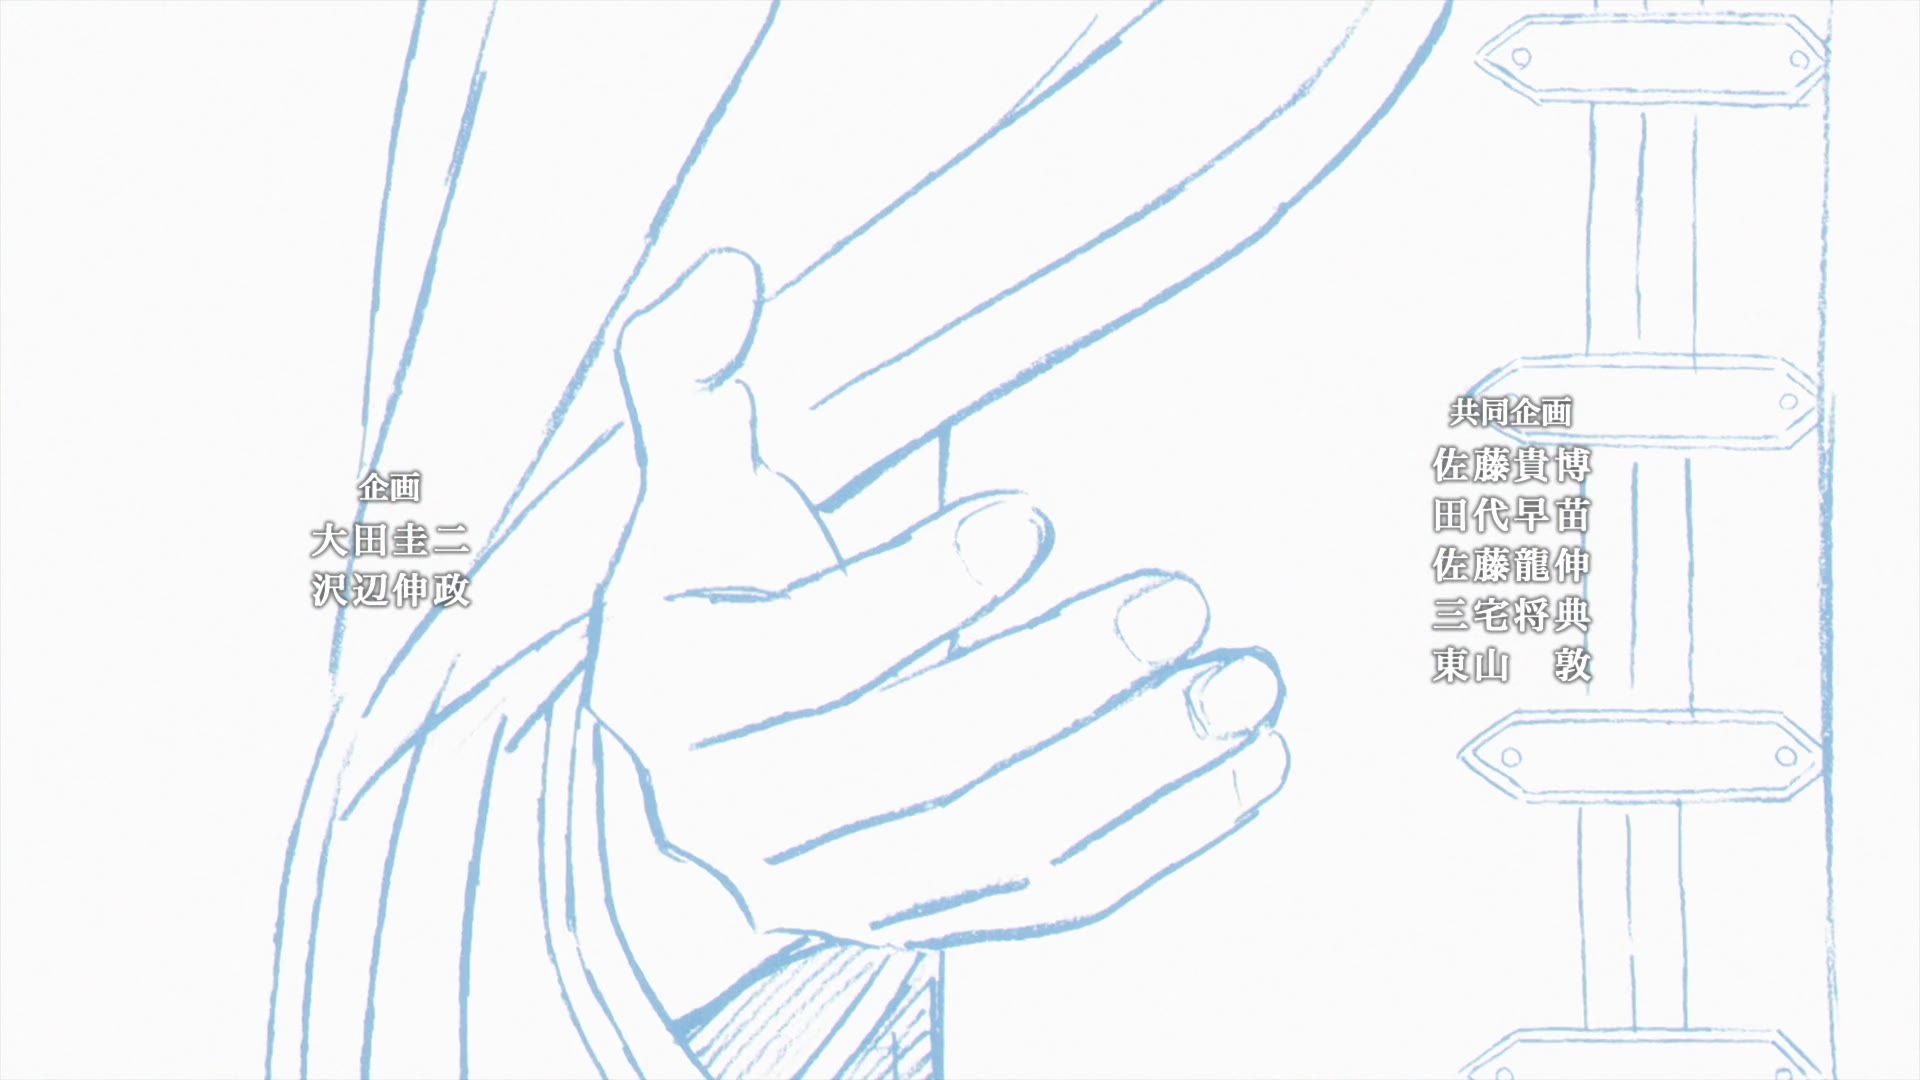 企画
大田圭二
沢辺伸政
共同企画
佐藤貴博
田代早苗
佐藤龍伸
三宅将典
東山　敦